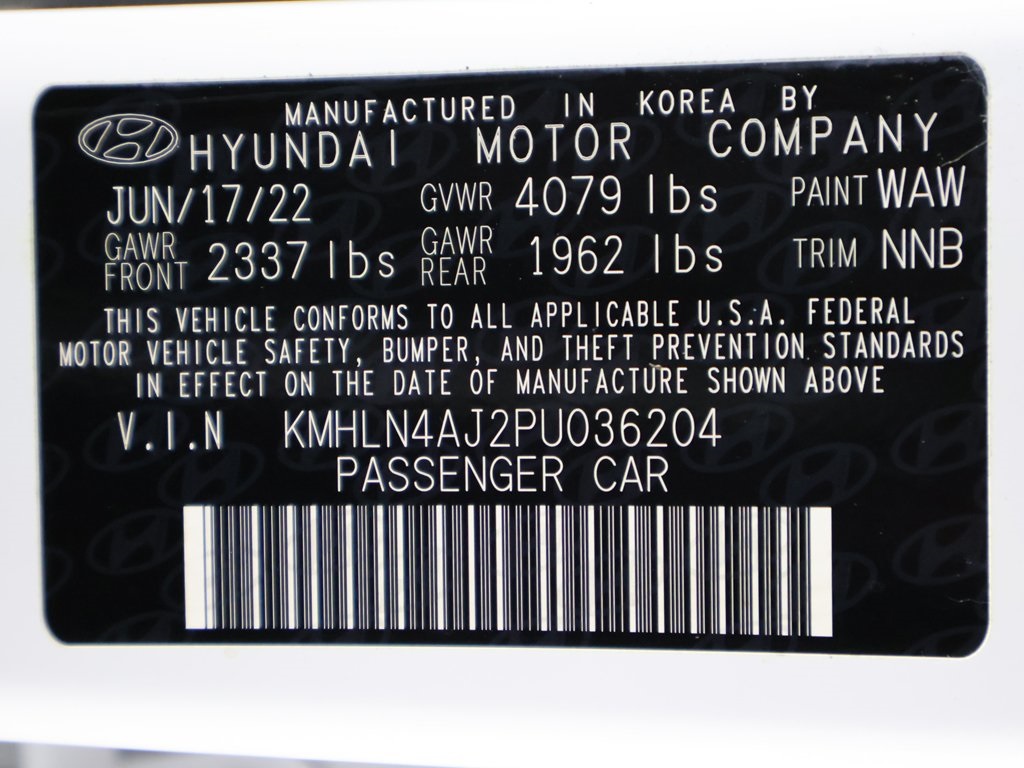 MANUFACTURED IN KOREA BY
HYUNDAI MOTOR COMPANY
JUN/17/22 GVWR 4079 lbs PAINT WAW
GAWR FRONT 2337 lbs GAWR REAR 1962 lbs TRIM NNB
THIS VEHICLE CONFORMS TO ALL APPLICABLE U.S.A. FEDERAL
MOTOR VEHICLE SAFETY, BUMPER, AND THEFT PREVENTION STANDARDS
IN EFFECT ON THE DATE OF MANUFACTURE SHOWN ABOVE
V.I.N KMHLN4AJ2PU036204
PASSENGER CAR